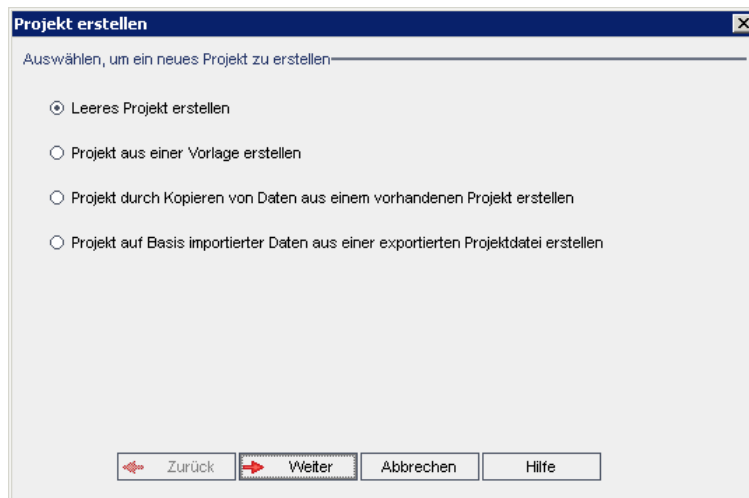 Projekt erstellen
Auswählen, um ein neues Projekt zu erstellen
Leeres Projekt erstellen
Projekt aus einer Vorlage erstellen
Projekt durch Kopieren von Daten aus einem vorhandenen Projekt erstellen
Projekt auf Basis importierter Daten aus einer exportierten Projektdatei erstellen
Zurück Weiter Abbrechen Hilfe